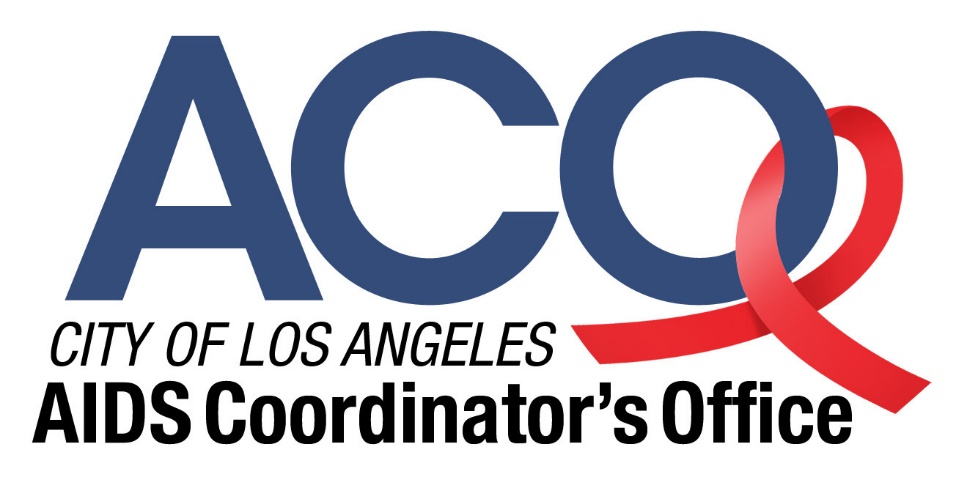 ACO
CITY OF LOS ANGELES
AIDS Coordinator's Office